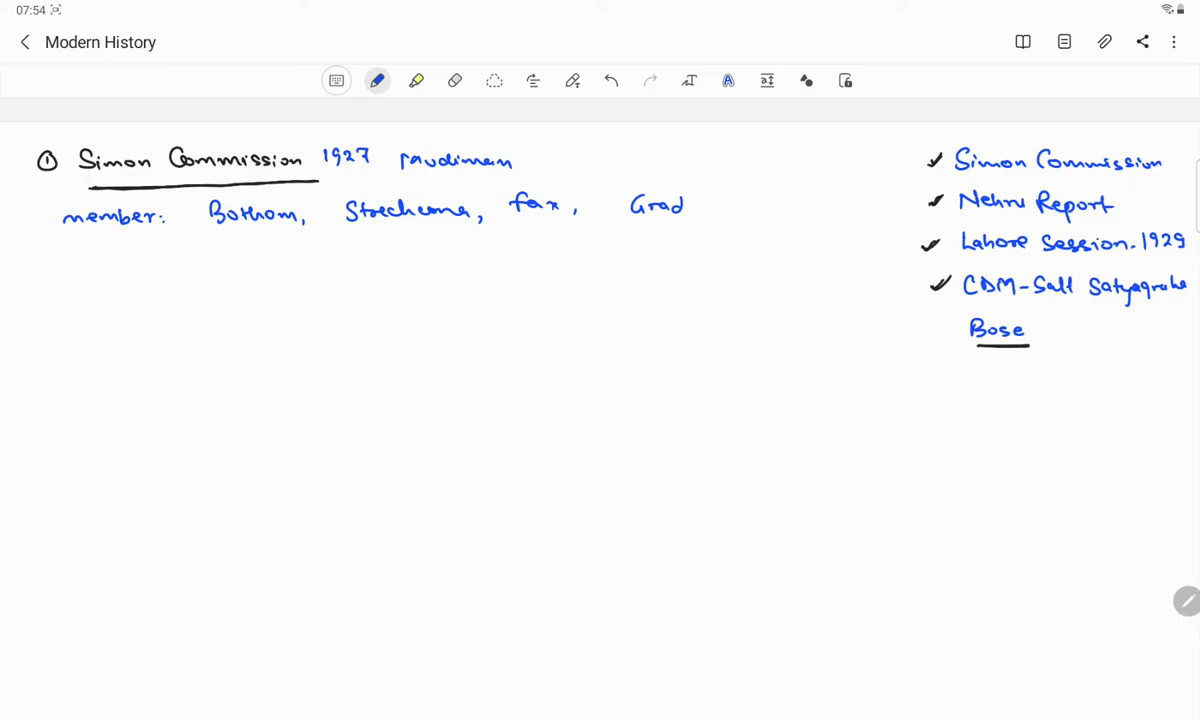 07:54
Modern History
① Simon Commission 1927
member: Bothom, fax, Grad
✓ Simon Commission
✓ Nehru Report
✓ Lahore Session. 1929
✓ CDM-Salt Satyagraha
Bose